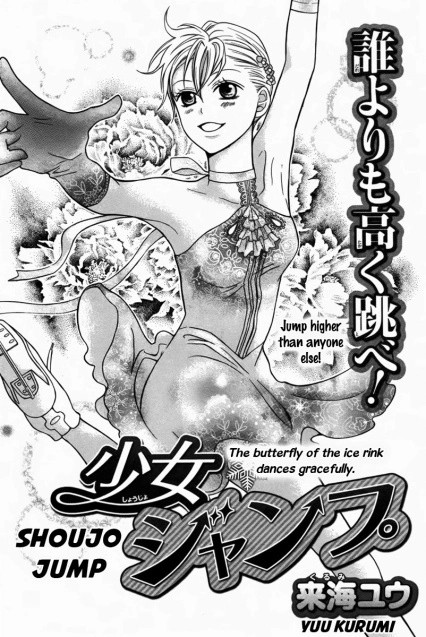 誰よりも高く跳べ！
Jump higher
than anyone
else!
The butterfly of the ice rink
dances gracefully.
少女
しょうじょ
ジャンプ
SHOUJO
JUMP
くるみ
来海ユウ
YUU KURUMI